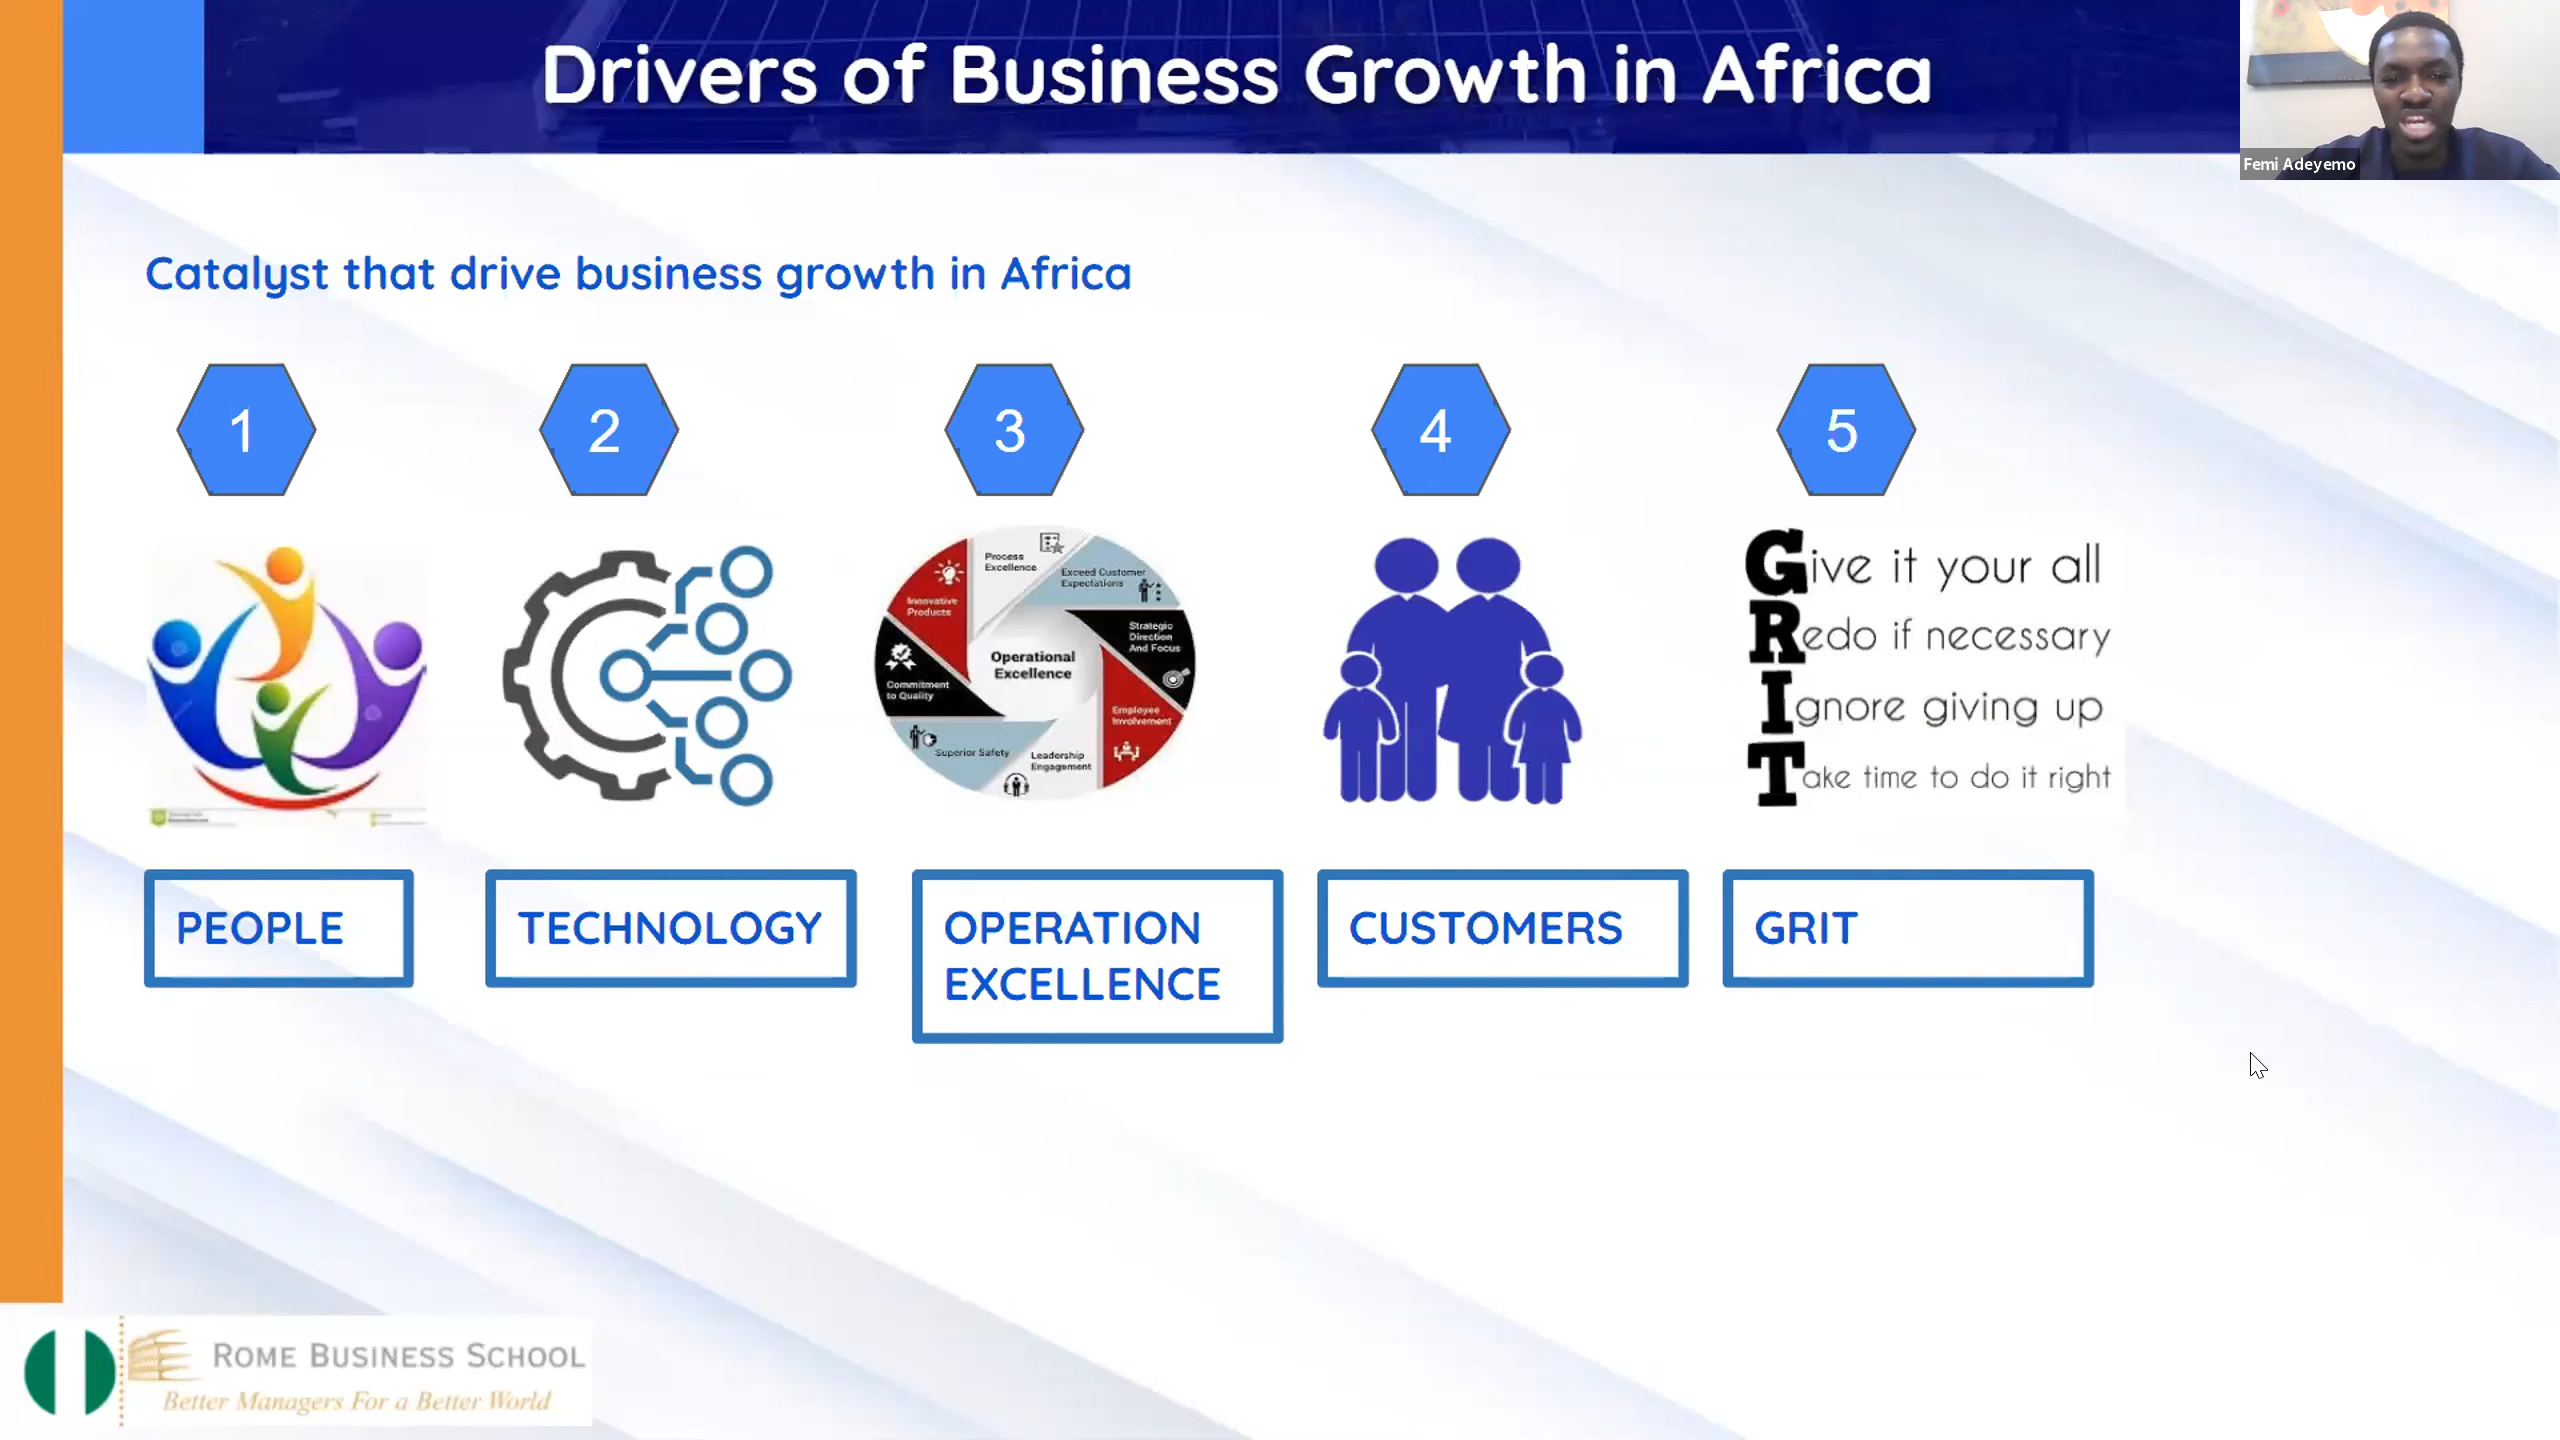 Drivers of Business Growth in Africa
Femi Adeyemo
Catalyst that drive business growth in Africa
1
2
3
4
5
Process
Excellence
Exceed Customer
Expectations
Innovative
Products
Strategic
Direction
And Focus
Operational
Excellence
Commitment
to Quality
Employee
Involvement
Superior Safety
Leadership
Engagement
Give it your all
Redo if necessary
Ignore giving up
Take time to do it right
PEOPLE
TECHNOLOGY
OPERATION
EXCELLENCE
CUSTOMERS
GRIT
ROME BUSINESS SCHOOL
Better Managers For a Better World